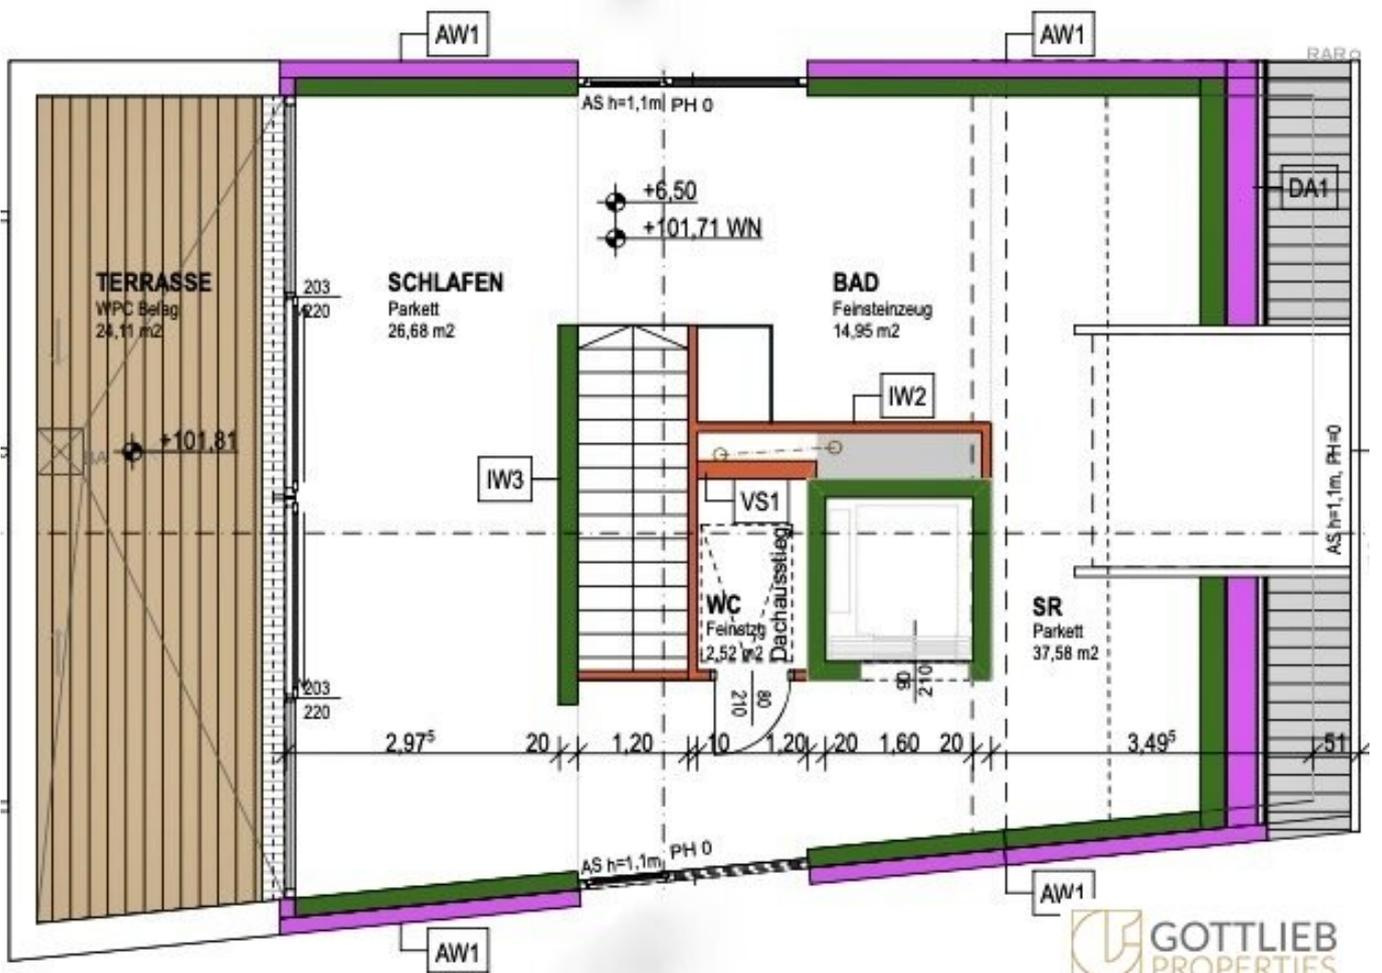 AW1
AW1
RAR
AS h=1,1m PH 0
DA1
+6,50
+101,71 WN
TERRASSE
WPC Belag
24,11 m2
203
220
SCHLAFEN
Parkett
26,68 m2
BAD
Feinsteinzeug
14,95 m2
IW2
+101,81
IW3
VS1
AS h=1,1m, PH=0
Dachausstieg
WC
Feinstzg
2,52 m2
SR
Parkett
37,58 m2
90
210
80
210
203
220
2,97⁵ 20 1,20 10 1,20 20 1,60 20 3,49⁵ 51
AS h=1,1m PH 0
AW1
AW1
GOTTLIEB
PROPERTIES